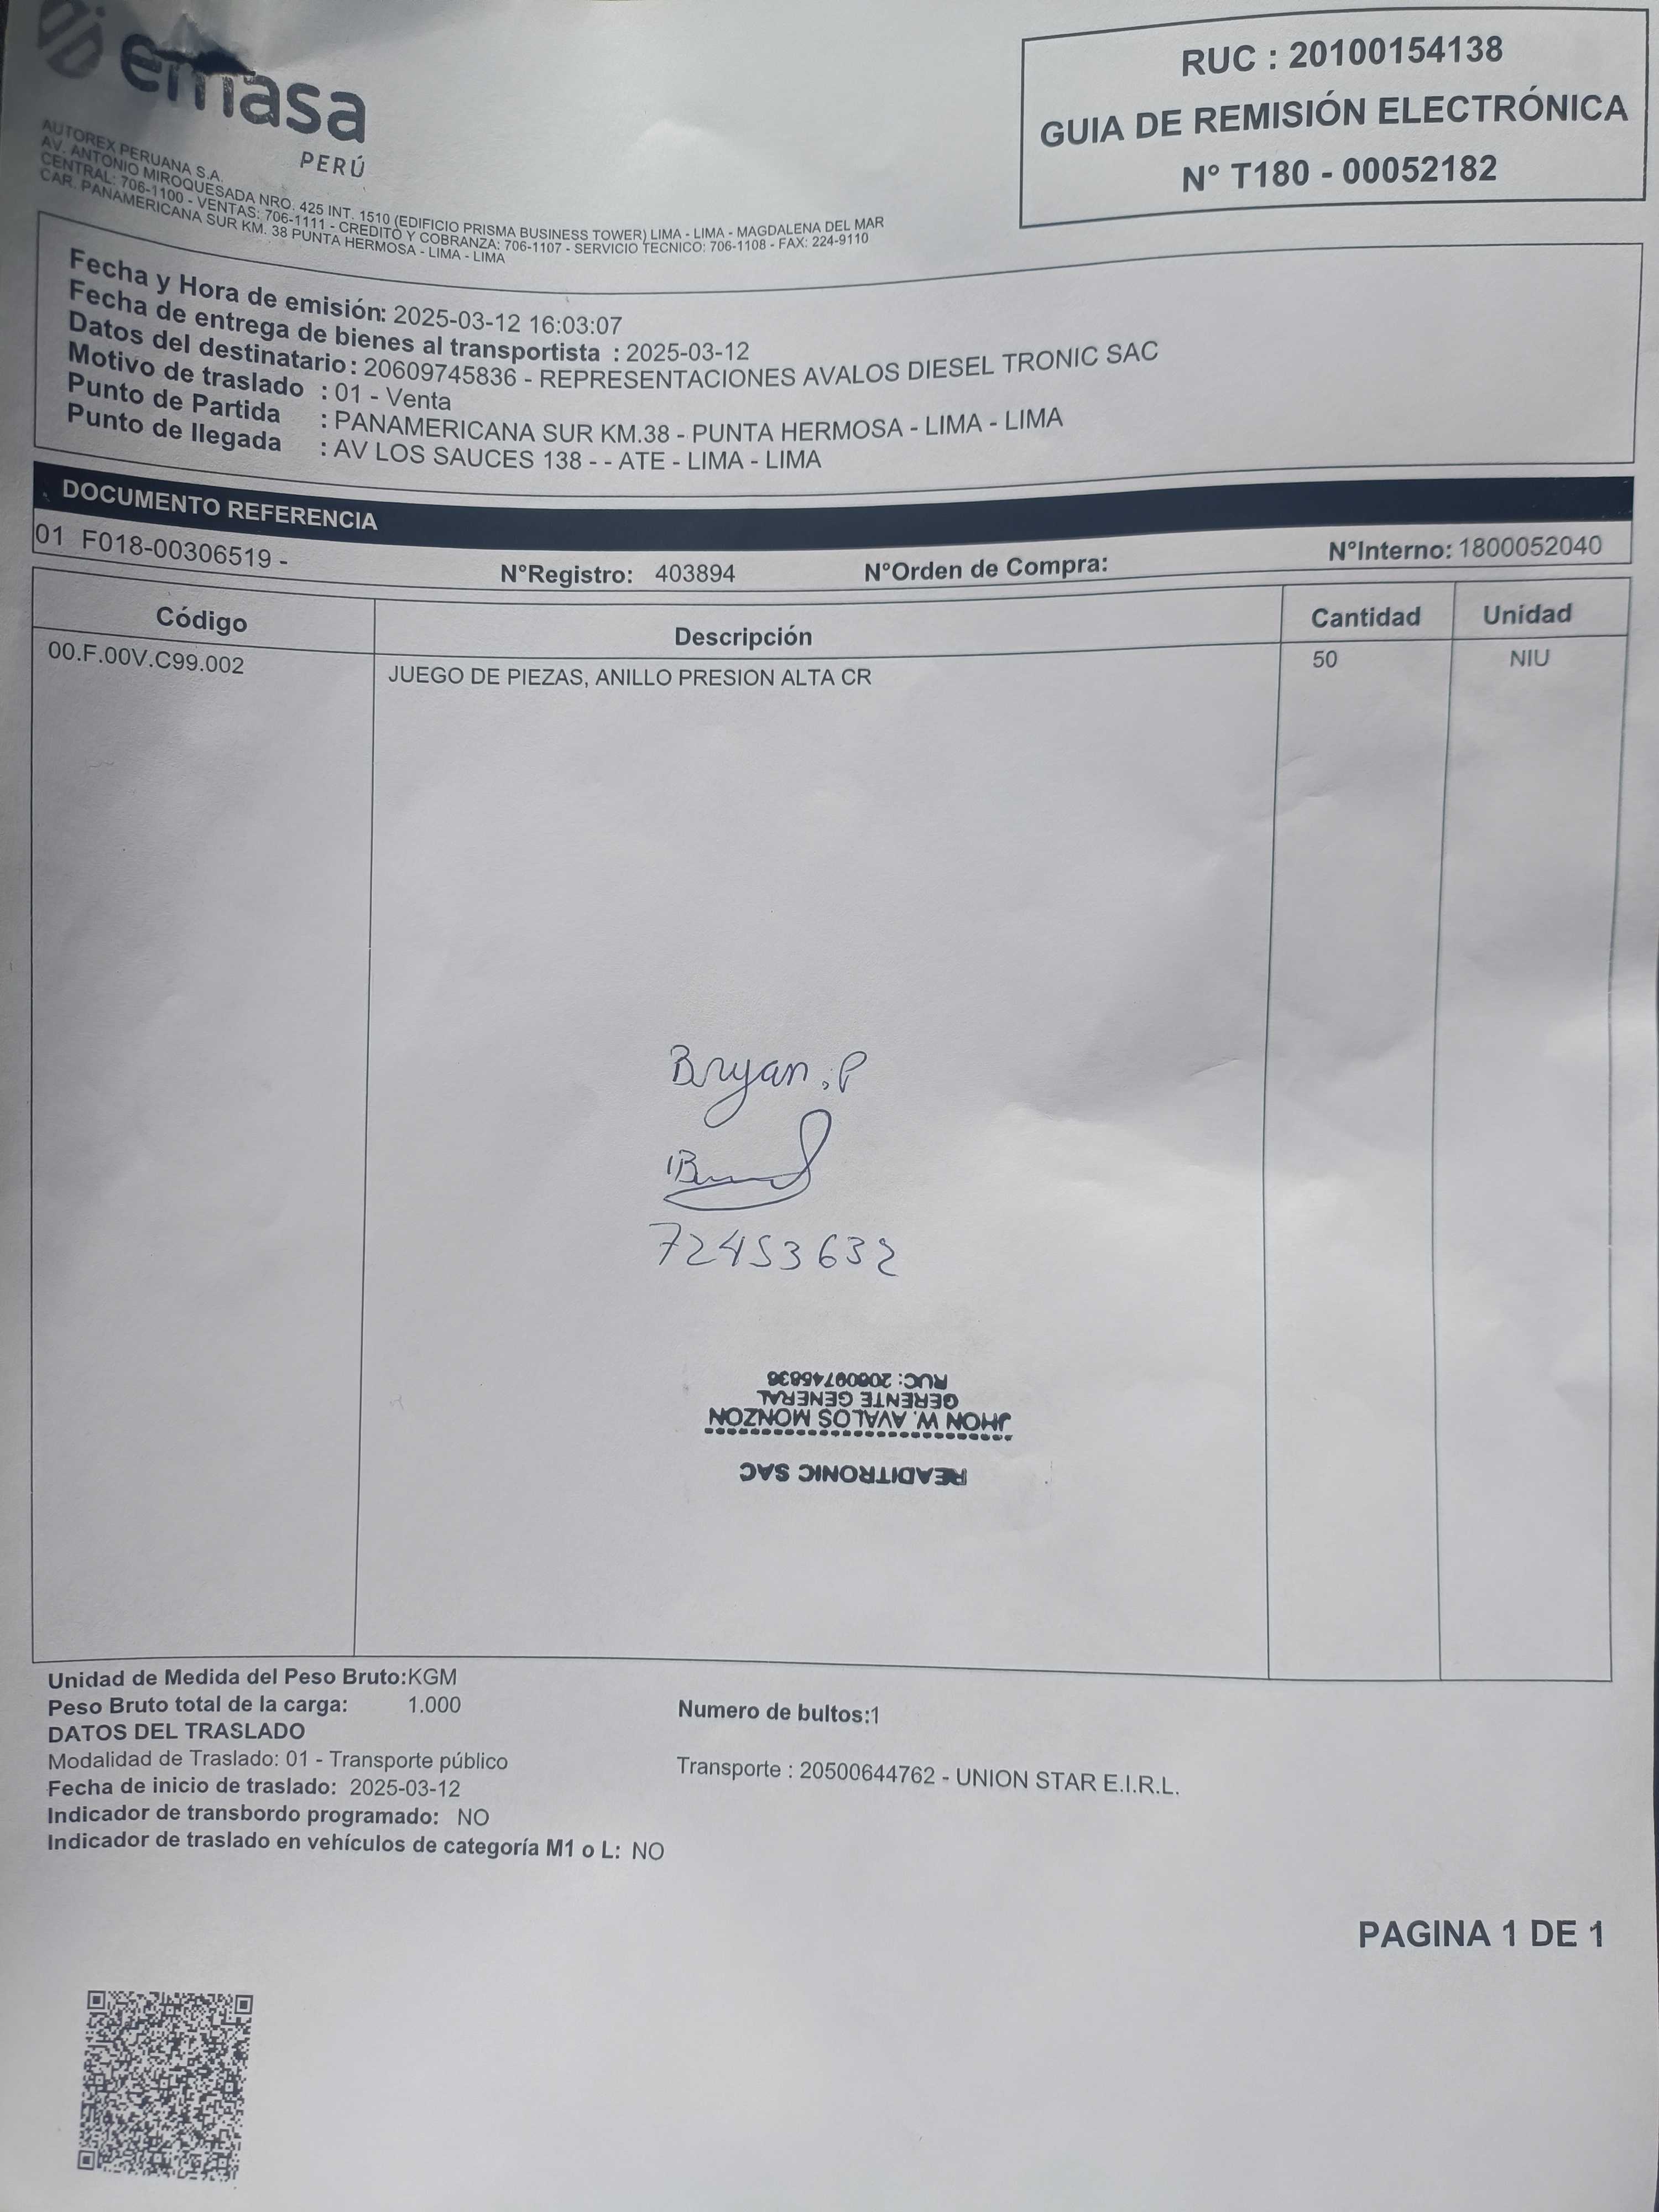 emasa
PERÚ
AUTOREX PERUANA S.A.
AV. ANTONIO MIROQUESADA NRO. 425 INT. 1510 (EDIFICIO PRISMA BUSINESS TOWER) LIMA - LIMA - MAGDALENA DEL MAR
CENTRAL: 706-1100 - VENTAS: 706-1111 - CREDITO Y COBRANZA: 706-1107 - SERVICIO TECNICO: 706-1108 - FAX: 224-9110
CAR. PANAMERICANA SUR KM. 38 PUNTA HERMOSA - LIMA - LIMA
RUC : 20100154138
GUIA DE REMISIÓN ELECTRÓNICA
N° T180 - 00052182
Fecha y Hora de emisión: 2025-03-12 16:03:07
Fecha de entrega de bienes al transportista : 2025-03-12
Datos del destinatario : 20609745836 - REPRESENTACIONES AVALOS DIESEL TRONIC SAC
Motivo de traslado : 01 - Venta
Punto de Partida : PANAMERICANA SUR KM.38 - PUNTA HERMOSA - LIMA - LIMA
Punto de llegada : AV LOS SAUCES 138 - - ATE - LIMA - LIMA
DOCUMENTO REFERENCIA
01 F018-00306519 - N°Registro: 403894 N°Orden de Compra: N°Interno: 1800052040
Código Descripción Cantidad Unidad
00.F.00V.C99.002 JUEGO DE PIEZAS, ANILLO PRESION ALTA CR 50 NIU
Bryan.P
72453632
READITRONIC SAC
JHON W. AVALOS MONZON
GERENTE GENERAL
RUC: 20609745836
Unidad de Medida del Peso Bruto:KGM
Peso Bruto total de la carga: 1.000 Numero de bultos:1
DATOS DEL TRASLADO
Modalidad de Traslado: 01 - Transporte público Transporte : 20500644762 - UNION STAR E.I.R.L.
Fecha de inicio de traslado: 2025-03-12
Indicador de transbordo programado: NO
Indicador de traslado en vehículos de categoría M1 o L: NO
PAGINA 1 DE 1